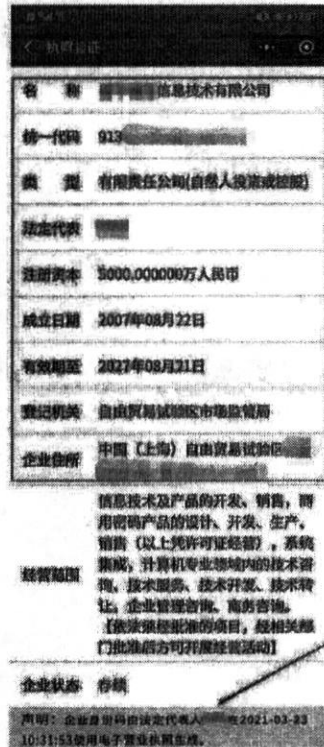 执照验证
名 称 信息技术有限公司
统一代码 913
类 型 有限责任公司(自然人投资或控股)
法定代表
注册资本 5000.000000万人民币
成立日期 2007年08月22日
有效期至 2027年08月21日
登记机关 自由贸易试验区市场监管局
企业住所 中国（上海）自由贸易试验区
经营范围 信息技术及产品的开发、销售，商
用密码产品的设计、开发、生产、
销售（以上凭许可证经营），系统
集成，计算机专业领域内的技术咨
询、技术服务、技术开发、技术转
让，企业管理咨询、商务咨询。
【依法须经批准的项目，经相关部
门批准后方可开展经营活动】
企业状态 存续
声明：企业身份码由法定代表人 在2021-03-23
10:31:53使用电子营业执照生成。